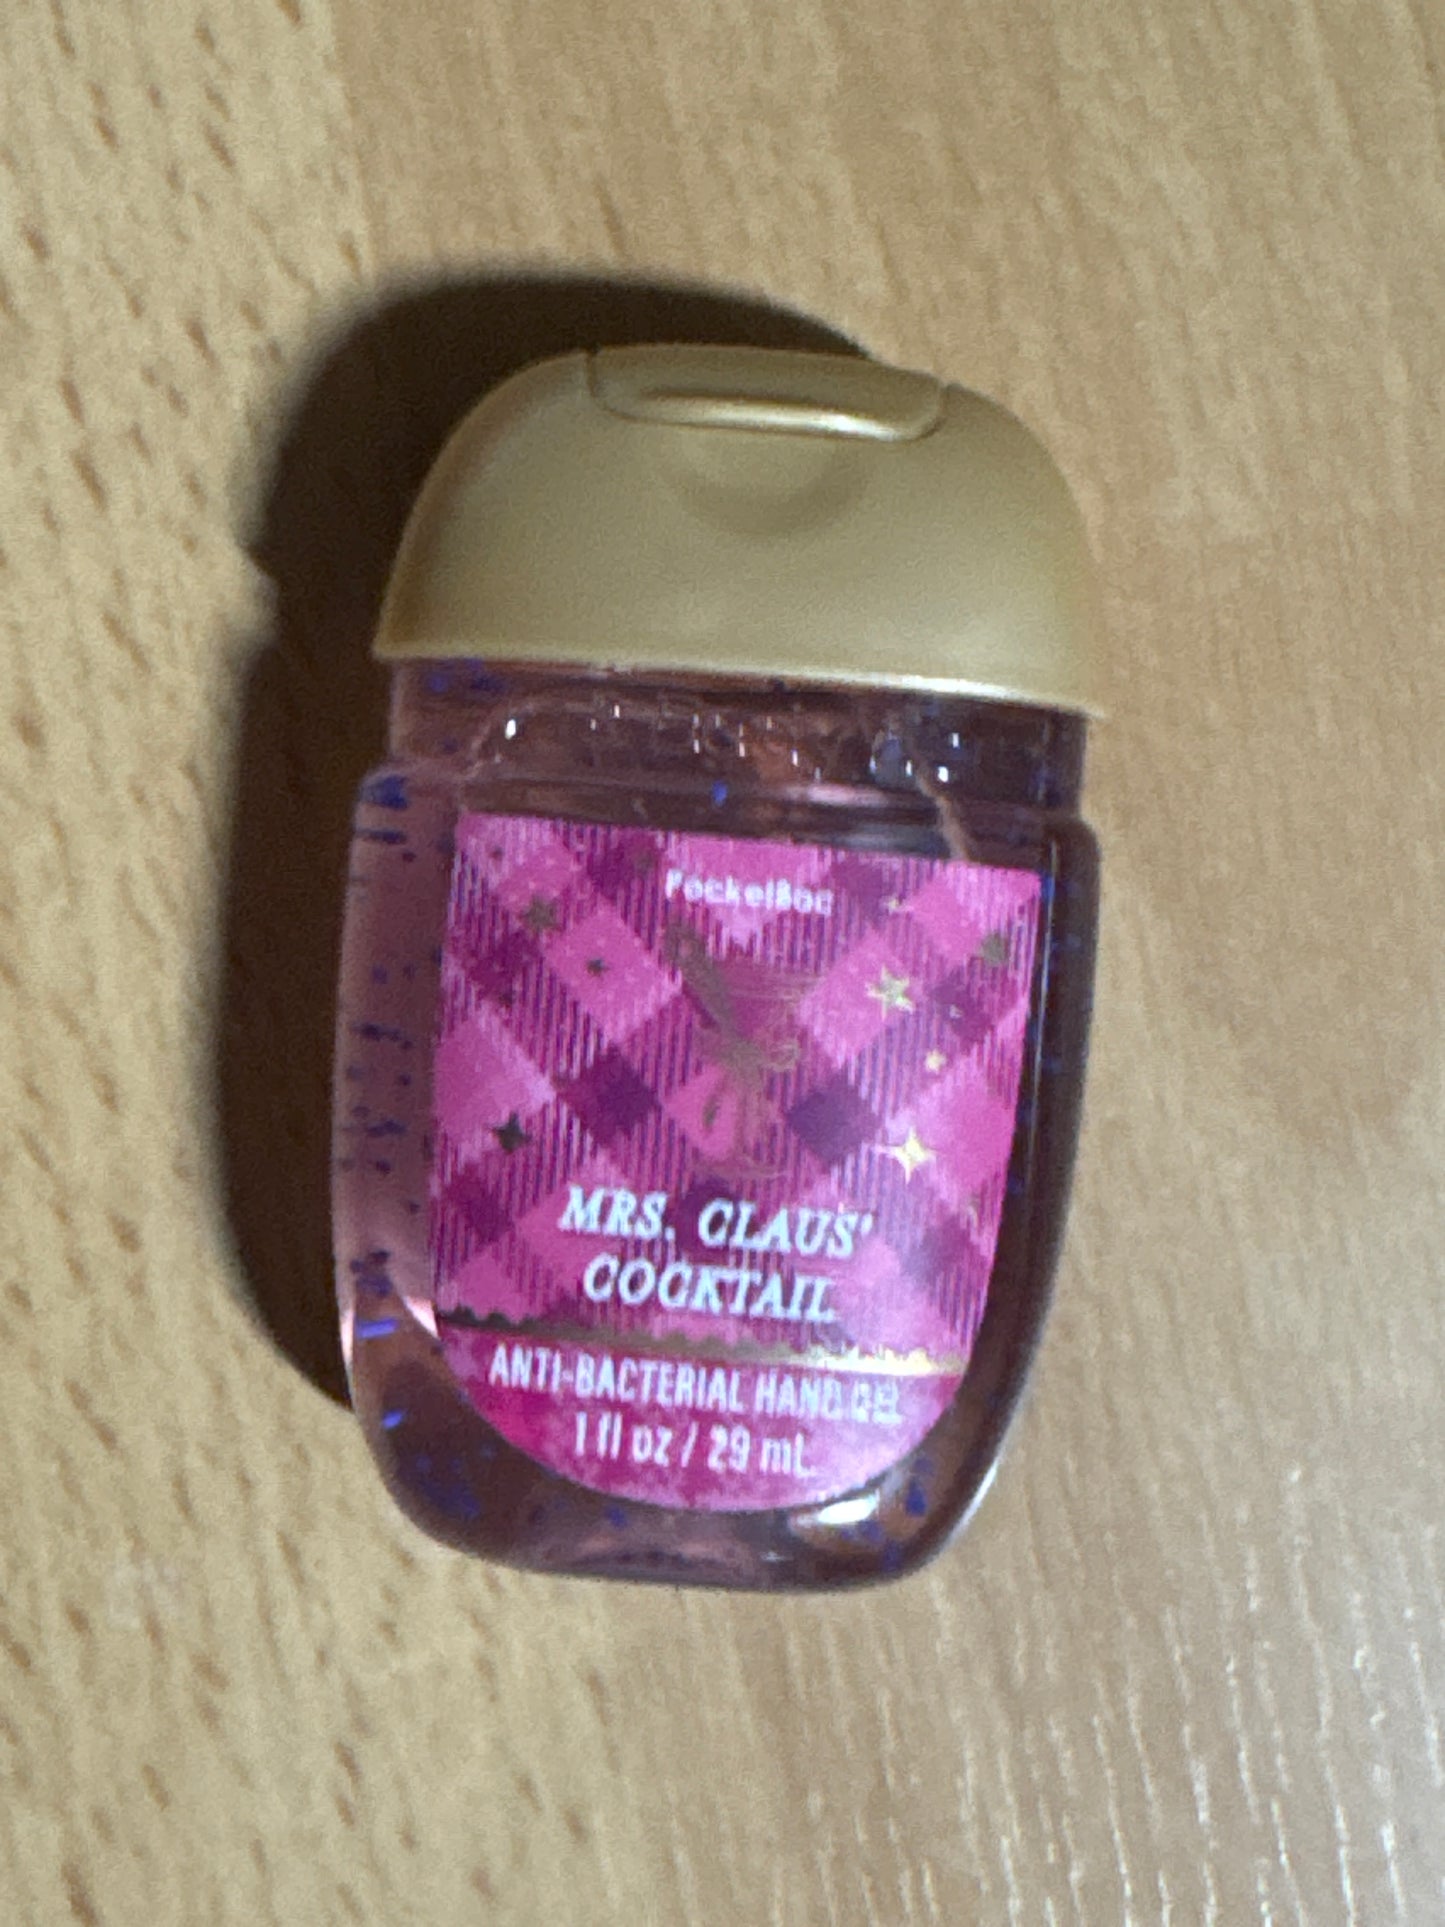 PocketBac
MRS. CLAUS'
COCKTAIL
ANTI-BACTERIAL HAND GEL
1 fl oz / 29 mL